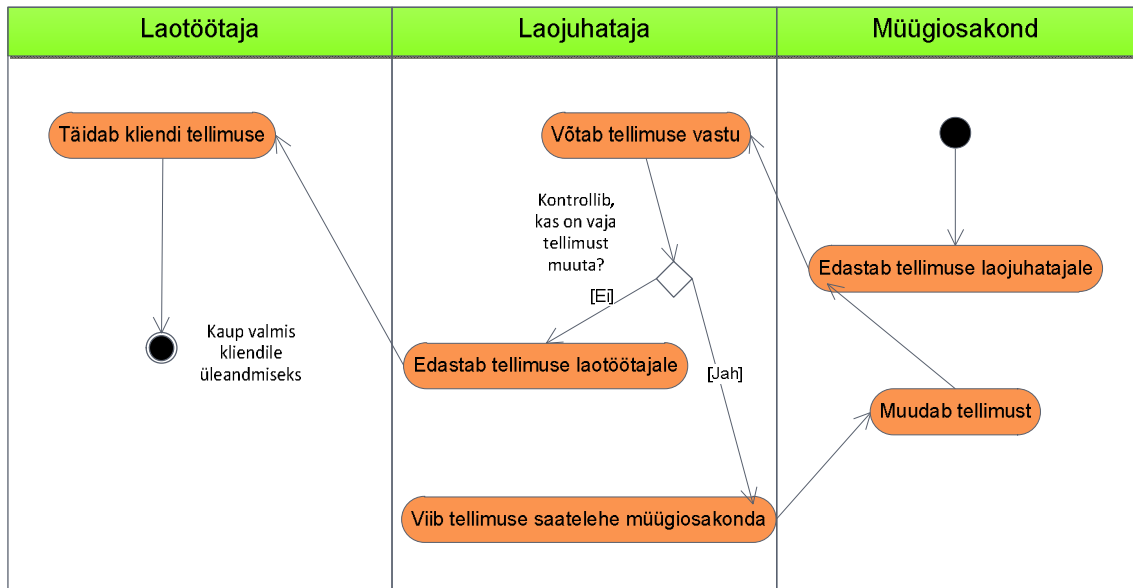 Laotöötaja
Laojuhataja
Müügiosakond
Täidab kliendi tellimuse
Võtab tellimuse vastu
Kontrollib,
kas on vaja
tellimust
muuta?
Edastab tellimuse laojuhatajale
[Ei]
Kaup valmis
kliendile
üleandmiseks
Edastab tellimuse laotöötajale
[Jah]
Muudab tellimust
Viib tellimuse saatelehe müügiosakonda